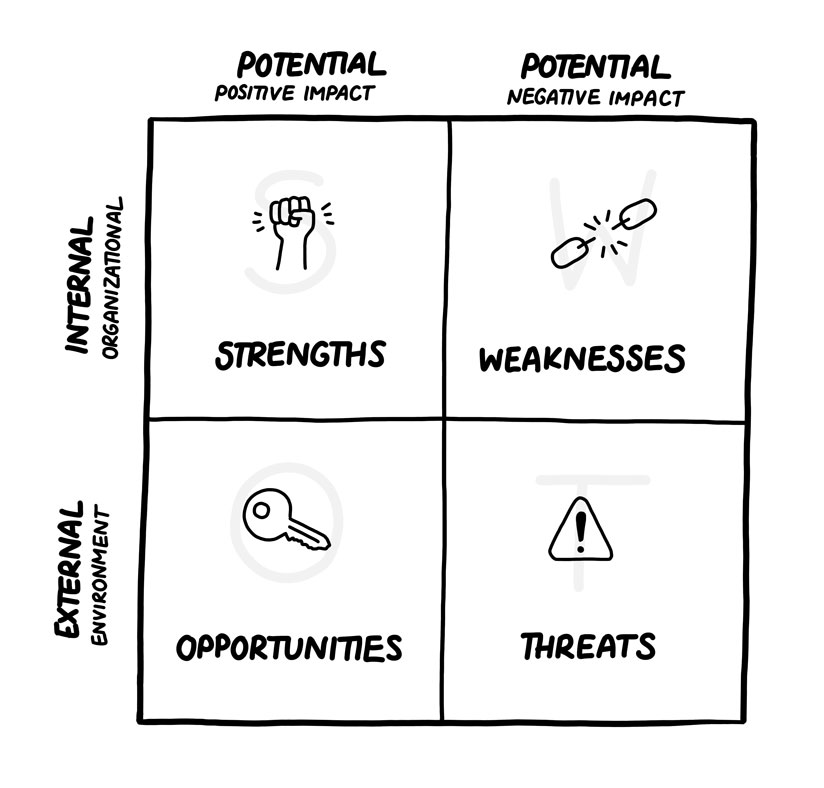 POTENTIAL
POSITIVE IMPACT
POTENTIAL
NEGATIVE IMPACT
INTERNAL
ORGANIZATIONAL
S
STRENGTHS
W
WEAKNESSES
EXTERNAL
ENVIRONMENT
O
OPPORTUNITIES
T
!
THREATS